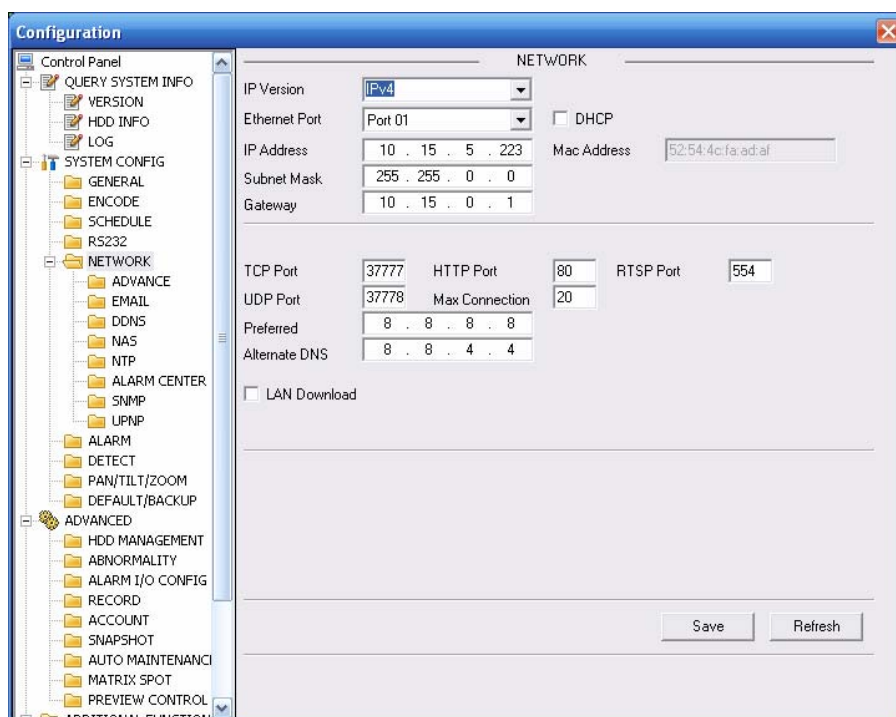 Configuration
Control Panel
QUERY SYSTEM INFO
VERSION
HDD INFO
LOG
SYSTEM CONFIG
GENERAL
ENCODE
SCHEDULE
RS232
NETWORK
ADVANCE
EMAIL
DDNS
NAS
NTP
ALARM CENTER
SNMP
UPNP
ALARM
DETECT
PAN/TILT/ZOOM
DEFAULT/BACKUP
ADVANCED
HDD MANAGEMENT
ABNORMALITY
ALARM I/O CONFIG
RECORD
ACCOUNT
SNAPSHOT
AUTO MAINTENANC
MATRIX SPOT
PREVIEW CONTROL
ADDITIONAL FUNCTION
NETWORK
IP Version IPv4
Ethernet Port Port 01 DHCP
IP Address 10 . 15 . 5 . 223 Mac Address 52:54:4c:fa:ad:af
Subnet Mask 255 . 255 . 0 . 0
Gateway 10 . 15 . 0 . 1
TCP Port 37777 HTTP Port 80 RTSP Port 554
UDP Port 37778 Max Connection 20
Preferred 8 . 8 . 8 . 8
Alternate DNS 8 . 8 . 4 . 4
LAN Download
Save Refresh